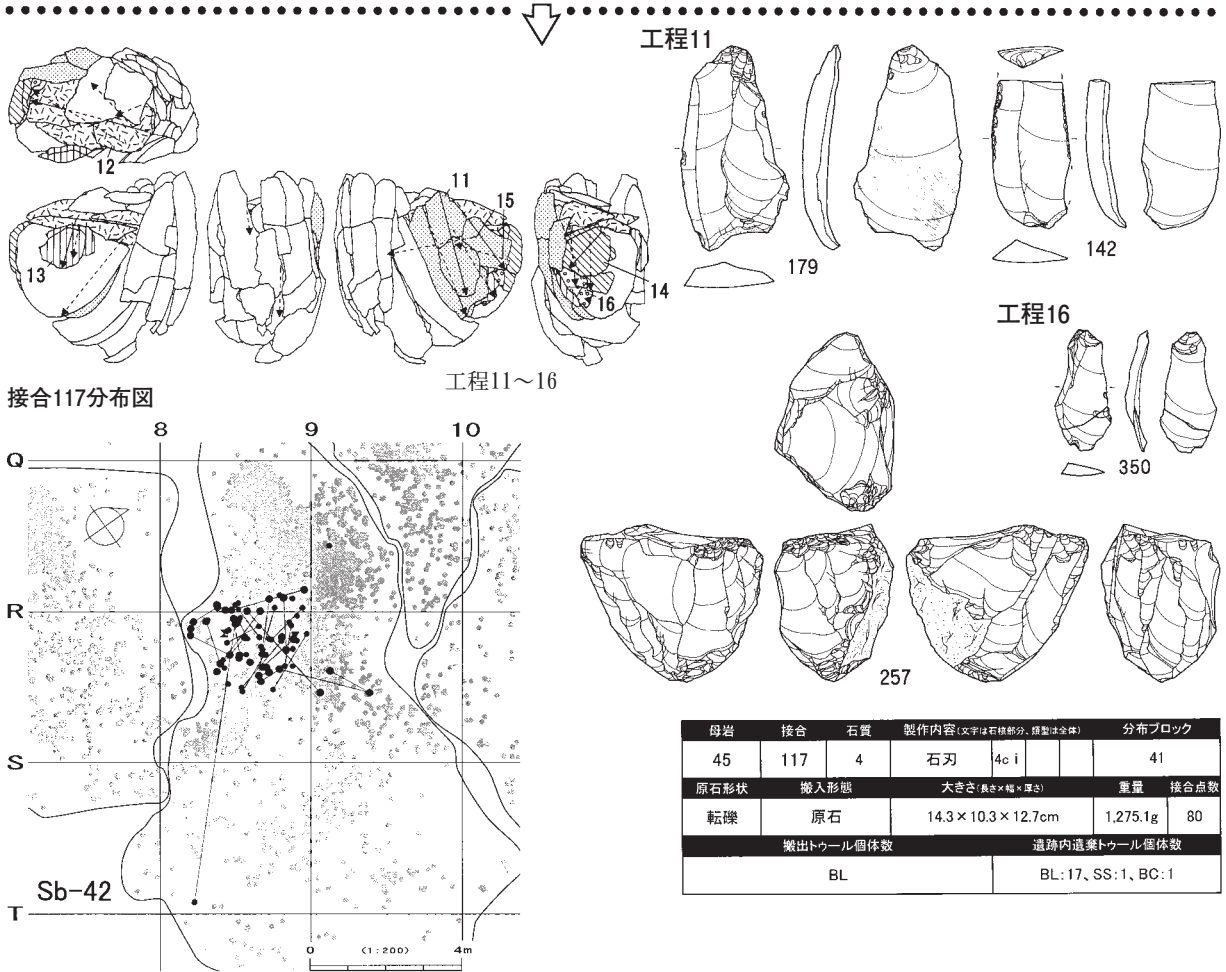 工程11
12
11
15
13
14
16
工程11～16
179
142
工程16
350
257
接合117分布図
8 9 10
Q
R
S
T
Sb-42
0 (1:200) 4m
母岩 接合 石質 製作内容(文字は石核部分、類型は全体) 分布ブロック
45 117 4 石刃 4c i 41
原石形状 搬入形態 大きさ(長さ×幅×厚さ) 重量 接合点数
転礫 原石 14.3×10.3×12.7cm 1,275.1g 80
搬出トゥール個体数 遺跡内遺棄トゥール個体数
BL BL:17、SS:1、BC:1